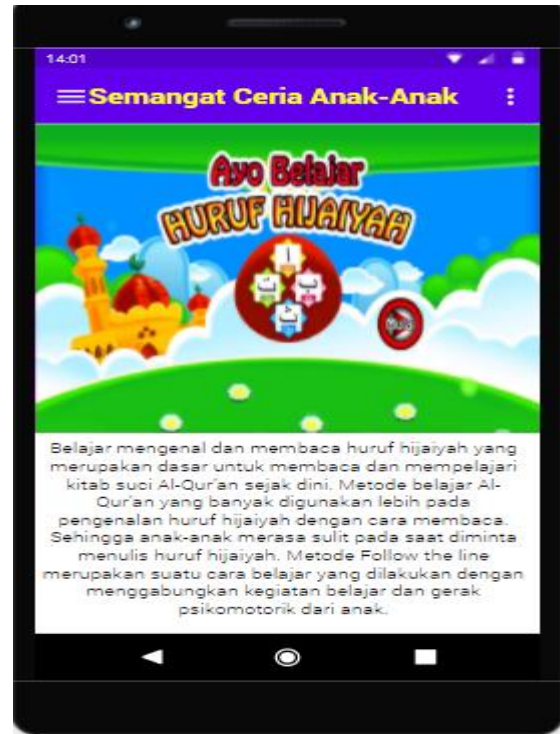 14:01
Semangat Ceria Anak-Anak
Ayo Belajar
HURUF HIJAIYAH
Belajar mengenal dan membaca huruf hijaiyah yang
merupakan dasar untuk membaca dan mempelajari
kitab suci Al-Qur'an sejak dini. Metode belajar Al-
Qur'an yang banyak digunakan lebih pada
pengenalan huruf hijaiyah dengan cara membaca.
Sehingga anak-anak merasa sulit pada saat diminta
menulis huruf hijaiyah. Metode Follow the line
merupakan suatu cara belajar yang dilakukan dengan
menggabungkan kegiatan belajar dan gerak
psikomotorik dari anak.